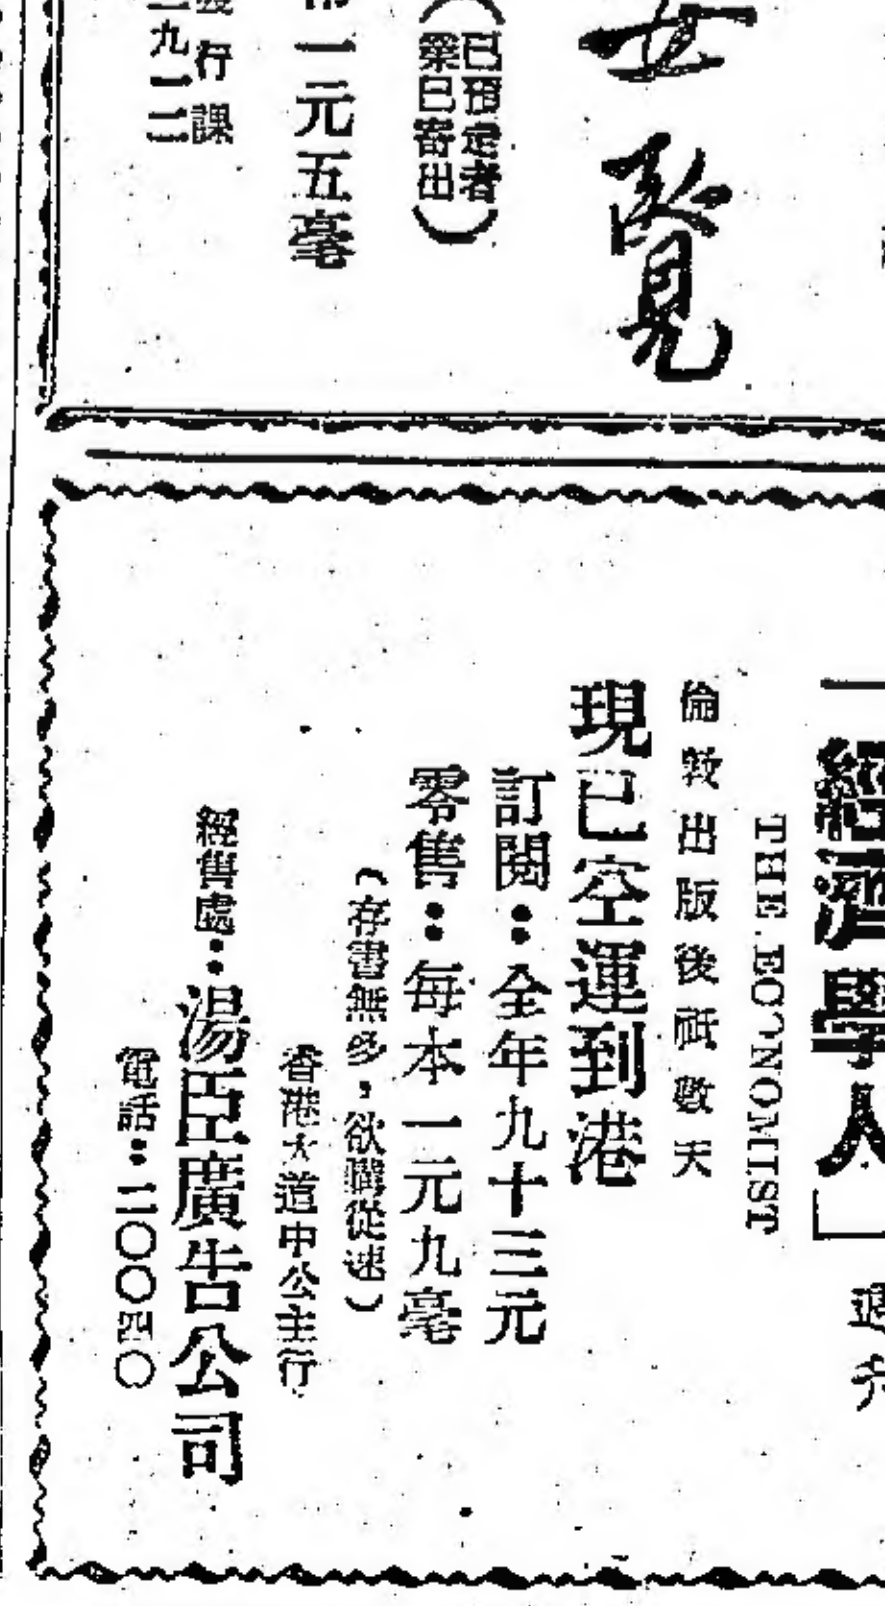 覽
（已預定者
業已寄出）
一元五毫
行課
九一二
「經濟學人」
週刊
THE ECONOMIST
倫敦出版後祇數天
現已空運到港
訂閱：全年九十三元
零售：每本一元九毫
（存書無多，欲購從速）
香港大道中公主行
經售處：湯臣廣告公司
電話：二〇〇四〇